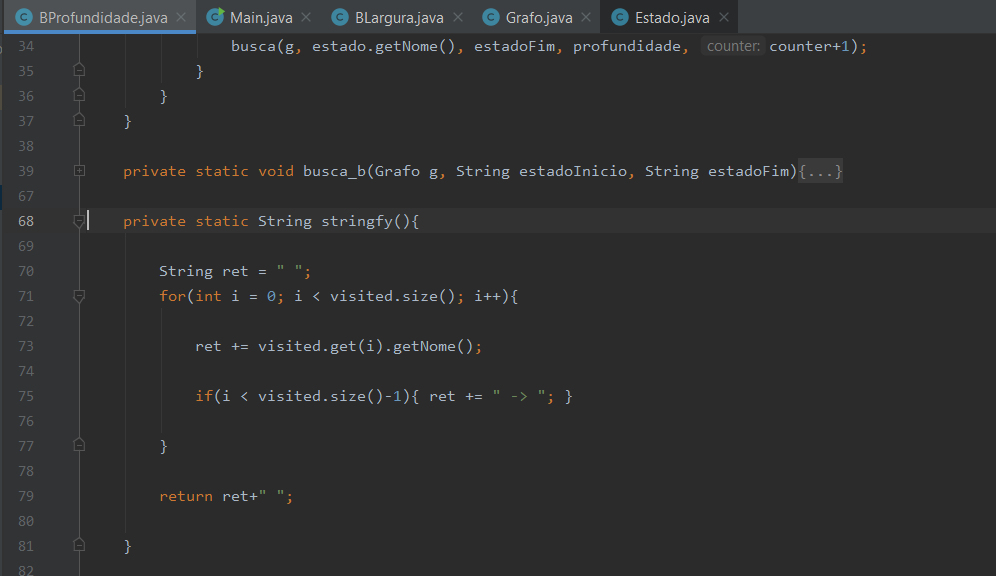 BProfundidade.java Main.java BLargura.java Grafo.java Estado.java
34 busca(g, estado.getNome(), estadoFim, profundidade, counter: counter+1);
35 }
36 }
37 }
38
39 private static void busca_b(Grafo g, String estadoInicio, String estadoFim){...}
67
68 private static String stringfy(){
69
70 String ret = " ";
71 for(int i = 0; i < visited.size(); i++){
72
73 ret += visited.get(i).getNome();
74
75 if(i < visited.size()-1){ ret += " -> "; }
76
77 }
78
79 return ret+" ";
80
81 }
82